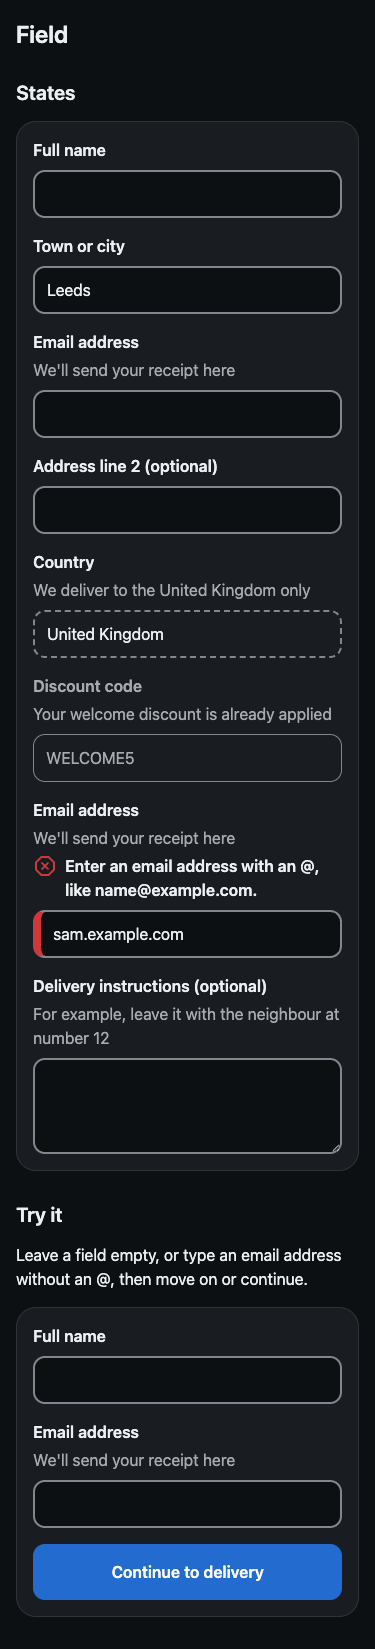 Field
States
Full name
Town or city
Leeds
Email address
We'll send your receipt here
Address line 2 (optional)
Country
We deliver to the United Kingdom only
United Kingdom
Discount code
Your welcome discount is already applied
WELCOME5
Email address
We'll send your receipt here
Enter an email address with an @,
like name@example.com.
sam.example.com
Delivery instructions (optional)
For example, leave it with the neighbour at
number 12
Try it
Leave a field empty, or type an email address
without an @, then move on or continue.
Full name
Email address
We'll send your receipt here
Continue to delivery